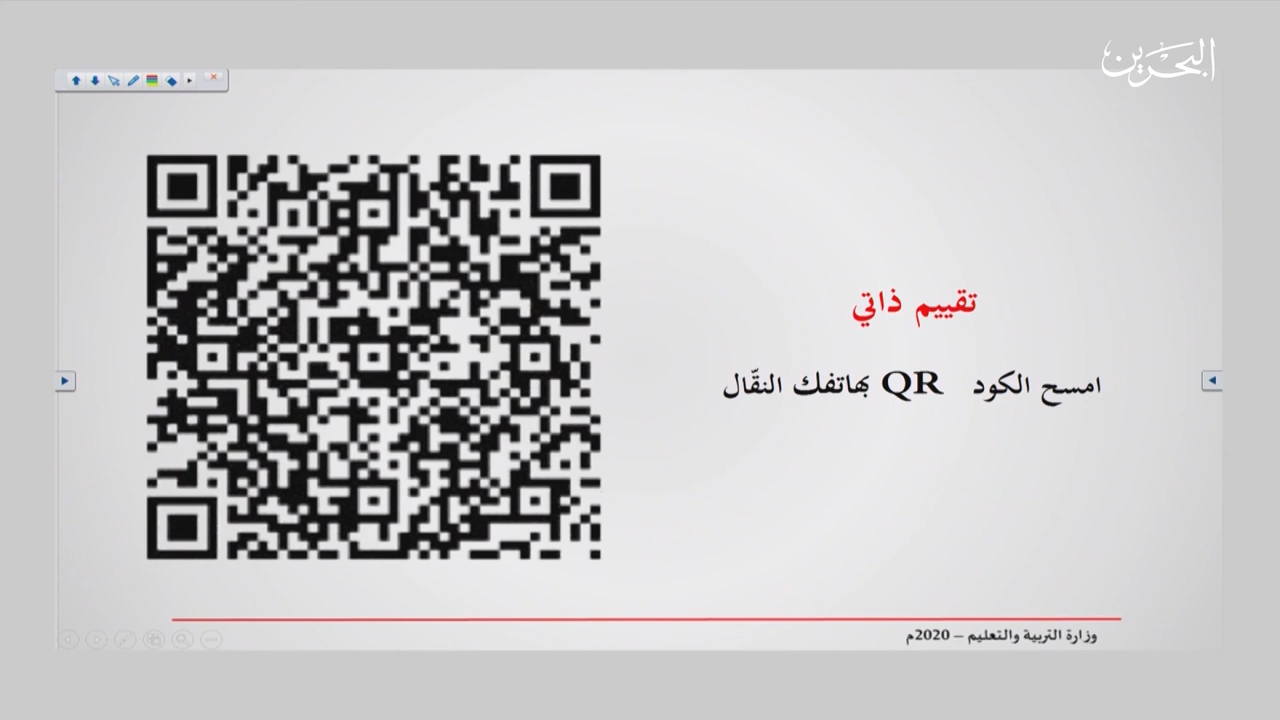 البحرين
تقييم ذاتي
امسح الكود QR بهاتفك النقّال
وزارة التربية والتعليم – 2020م